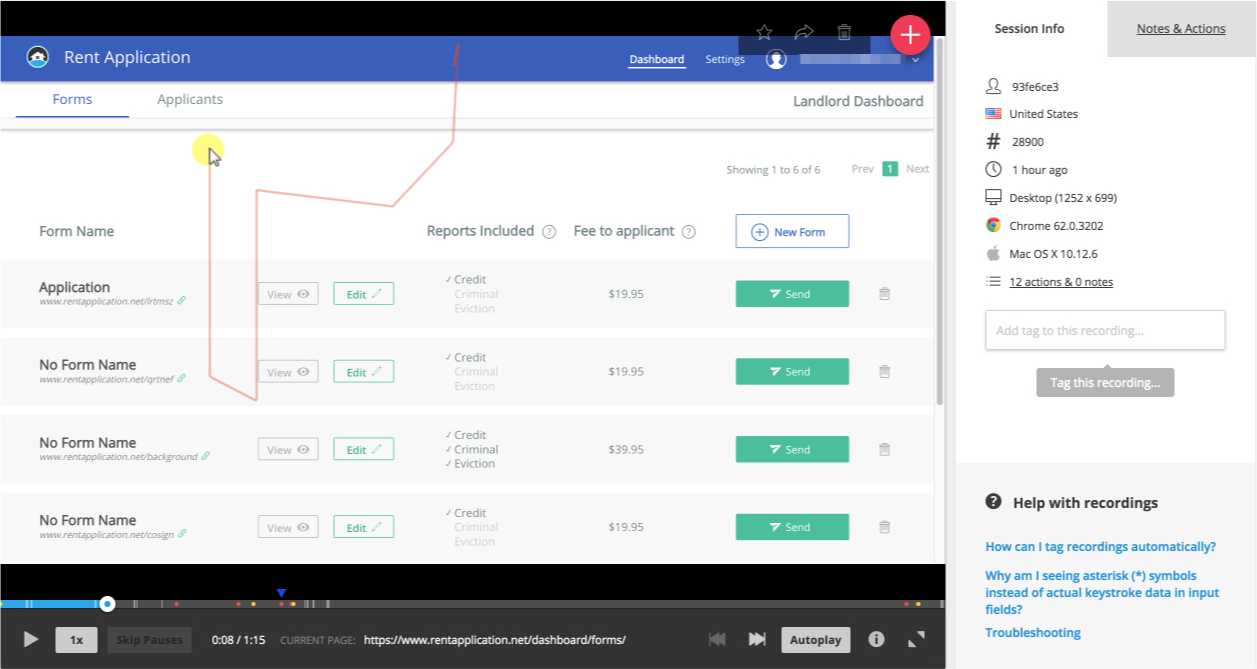 Rent Application
Dashboard
Settings
Forms
Applicants
Landlord Dashboard
Showing 1 to 6 of 6
Prev 1 Next
Form Name
Reports Included ?
Fee to applicant ?
New Form
Application
www.rentapplication.net/lrtmsz
View
Edit
✓ Credit
Criminal
Eviction
$19.95
Send
No Form Name
www.rentapplication.net/qrtnef
View
Edit
✓ Credit
Criminal
Eviction
$19.95
Send
No Form Name
www.rentapplication.net/background
View
Edit
✓ Credit
✓ Criminal
✓ Eviction
$39.95
Send
No Form Name
www.rentapplication.net/cosign
View
Edit
✓ Credit
Criminal
Eviction
$19.95
Send
1x
Skip Pauses
0:08 / 1:15
CURRENT PAGE: https://www.rentapplication.net/dashboard/forms/
Autoplay
Session Info
Notes & Actions
93fe6ce3
United States
# 28900
1 hour ago
Desktop (1252 x 699)
Chrome 62.0.3202
Mac OS X 10.12.6
12 actions & 0 notes
Add tag to this recording...
Tag this recording...
? Help with recordings
How can I tag recordings automatically?
Why am I seeing asterisk (*) symbols
instead of actual keystroke data in input
fields?
Troubleshooting